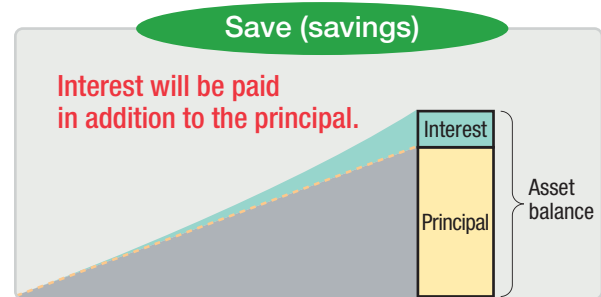 Save (savings)
Interest will be paid
in addition to the principal.
Interest
Principal
Asset
balance